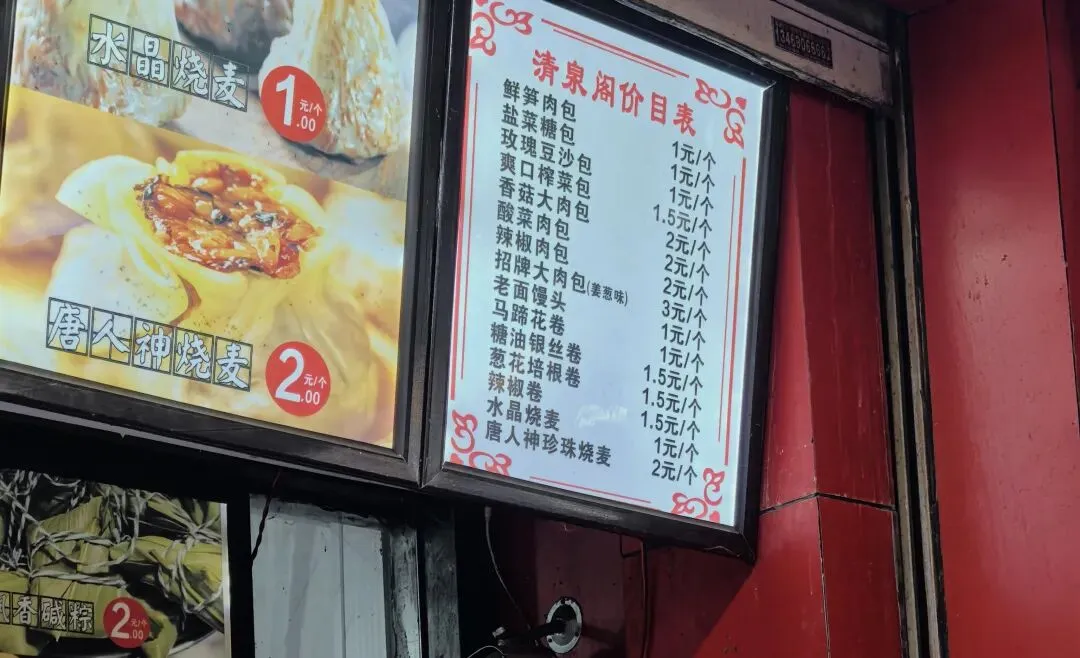 水晶烧麦
1.00元/个
唐人神烧麦
2.00元/个
香碱粽
2.00元/个
清泉阁价目表
鲜笋肉包 1元/个
盐菜糖包 1元/个
玫瑰豆沙包 1元/个
爽口榨菜包 1.5元/个
香菇大肉包 2元/个
酸菜肉包 2元/个
辣椒肉包 2元/个
招牌大肉包(姜葱味) 3元/个
老面馒头 1元/个
马蹄花卷 1元/个
糖油银丝卷 1.5元/个
葱花培根卷 1.5元/个
辣椒卷 1.5元/个
水晶烧麦 1元/个
唐人神珍珠烧麦 2元/个